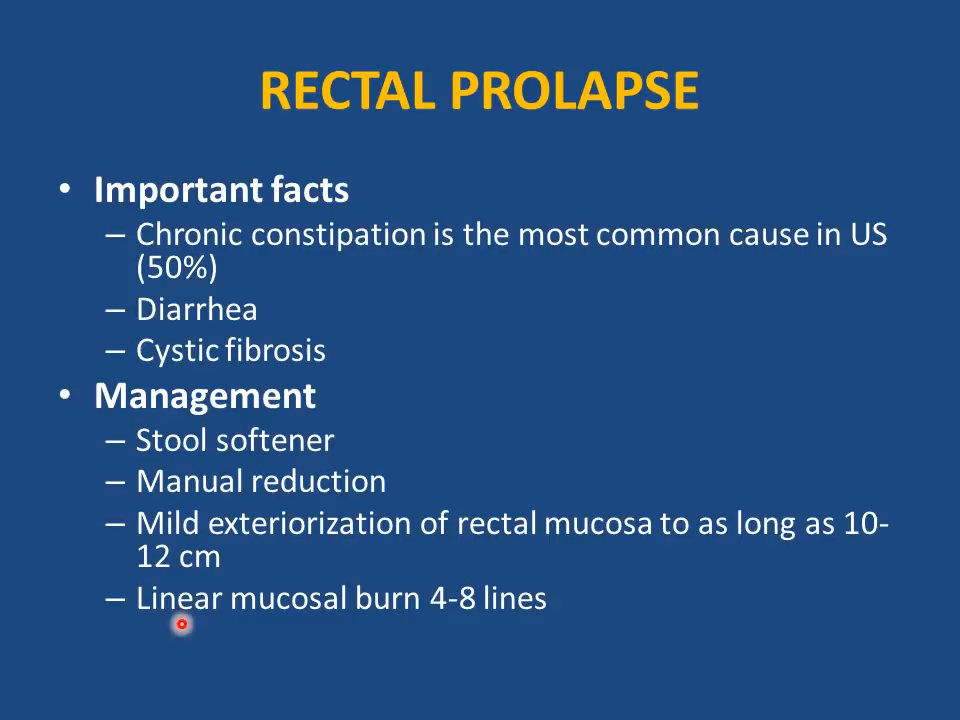 RECTAL PROLAPSE
• Important facts
– Chronic constipation is the most common cause in US
(50%)
– Diarrhea
– Cystic fibrosis
• Management
– Stool softener
– Manual reduction
– Mild exteriorization of rectal mucosa to as long as 10-
12 cm
– Linear mucosal burn 4-8 lines